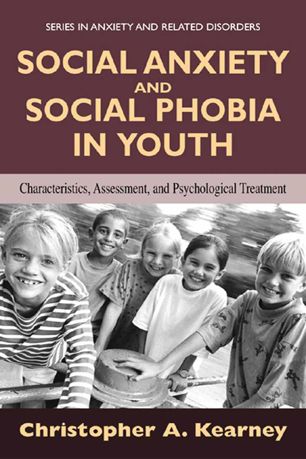 SERIES IN ANXIETY AND RELATED DISORDERS
SOCIAL ANXIETY
AND
SOCIAL PHOBIA
IN YOUTH
Characteristics, Assessment, and Psychological Treatment
Christopher A. Kearney